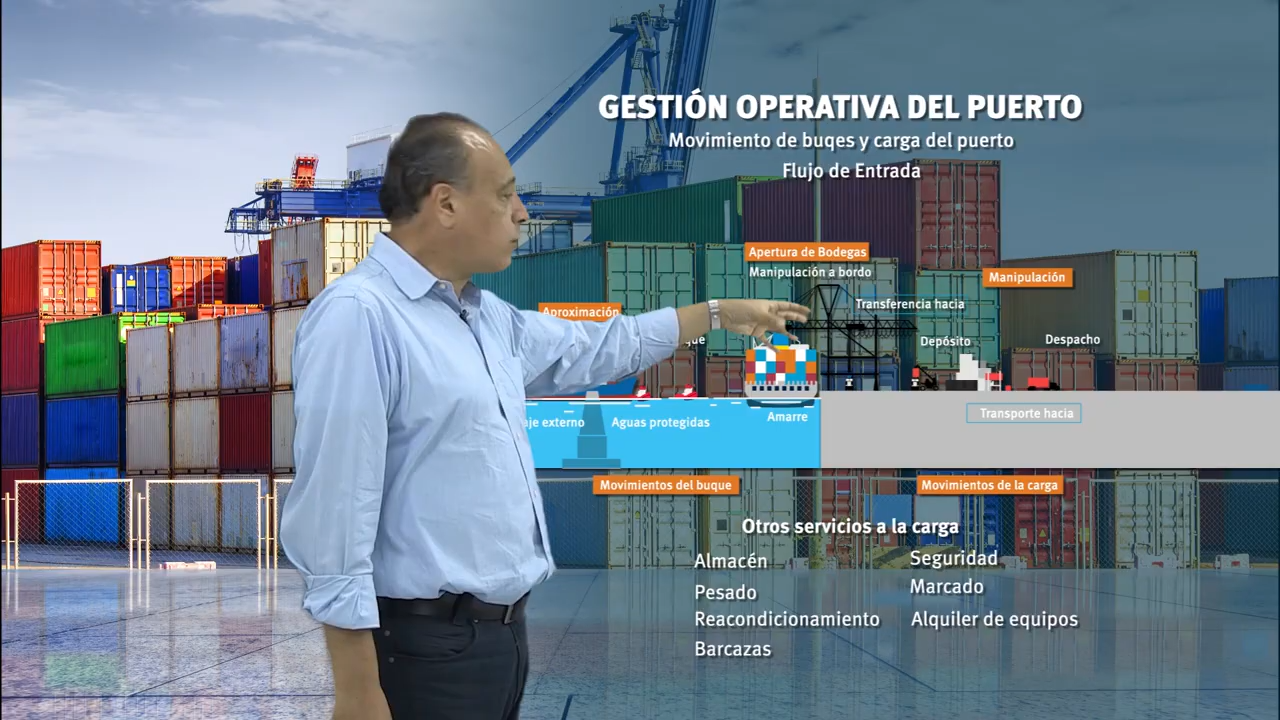 GESTIÓN OPERATIVA DEL PUERTO
Movimiento de buqes y carga del puerto
Flujo de Entrada
Apertura de Bodegas
Manipulación a bordo
Manipulación
Transferencia hacia
Aproximación
Depósito
Despacho
Transporte hacia
externo
Aguas protegidas
Amarre
Movimientos del buque
Movimientos de la carga
Otros servicios a la carga
Almacén
Seguridad
Pesado
Marcado
Reacondicionamiento
Alquiler de equipos
Barcazas